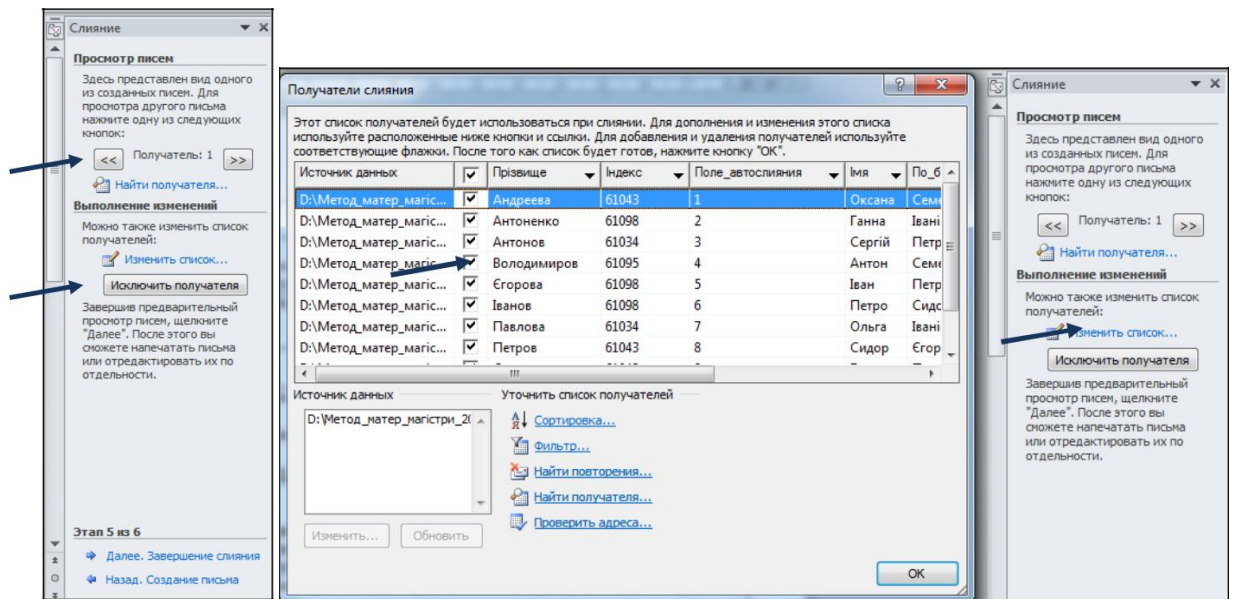 Слияние
Просмотр писем
Здесь представлен вид одного
из созданных писем. Для
просмотра другого письма
нажмите одну из следующих
кнопок:
<< Получатель: 1 >>
Найти получателя...
Выполнение изменений
Можно также изменить список
получателей:
Изменить список...
Исключить получателя
Завершив предварительный
просмотр писем, щелкните
"Далее". После этого вы
сможете напечатать письма
или отредактировать их по
отдельности.
Этап 5 из 6
Далее. Завершение слияния
Назад. Создание письма
Получатели слияния
Этот список получателей будет использоваться при слиянии. Для дополнения и изменения этого списка
используйте расположенные ниже кнопки и ссылки. Для добавления и удаления получателей используйте
соответствующие флажки. После того как список будет готов, нажмите кнопку "ОК".
Источник данных Прізвище Індекс Поле_автослияния Імя По_б
D:\Метод_матер_магіс... Андреева 61043 1 Оксана Семе
D:\Метод_матер_магіс... Антоненко 61098 2 Ганна Івані
D:\Метод_матер_магіс... Антонов 61034 3 Сергій Петр
D:\Метод_матер_магіс... Володимиров 61095 4 Антон Семе
D:\Метод_матер_магіс... Єгорова 61098 5 Іван Петр
D:\Метод_матер_магіс... Іванов 61098 6 Петро Сидо
D:\Метод_матер_магіс... Павлова 61034 7 Ольга Івані
D:\Метод_матер_магіс... Петров 61043 8 Сидор Єгор
Источник данных
D:\Метод_матер_магістри_20
Изменить... Обновить
Уточнить список получателей
Сортировка...
Фильтр...
Найти повторения...
Найти получателя...
Проверить адреса...
ОК
Слияние
Просмотр писем
Здесь представлен вид одного
из созданных писем. Для
просмотра другого письма
нажмите одну из следующих
кнопок:
<< Получатель: 1 >>
Найти получателя...
Выполнение изменений
Можно также изменить список
получателей:
Изменить список...
Исключить получателя
Завершив предварительный
просмотр писем, щелкните
"Далее". После этого вы
сможете напечатать письма
или отредактировать их по
отдельности.